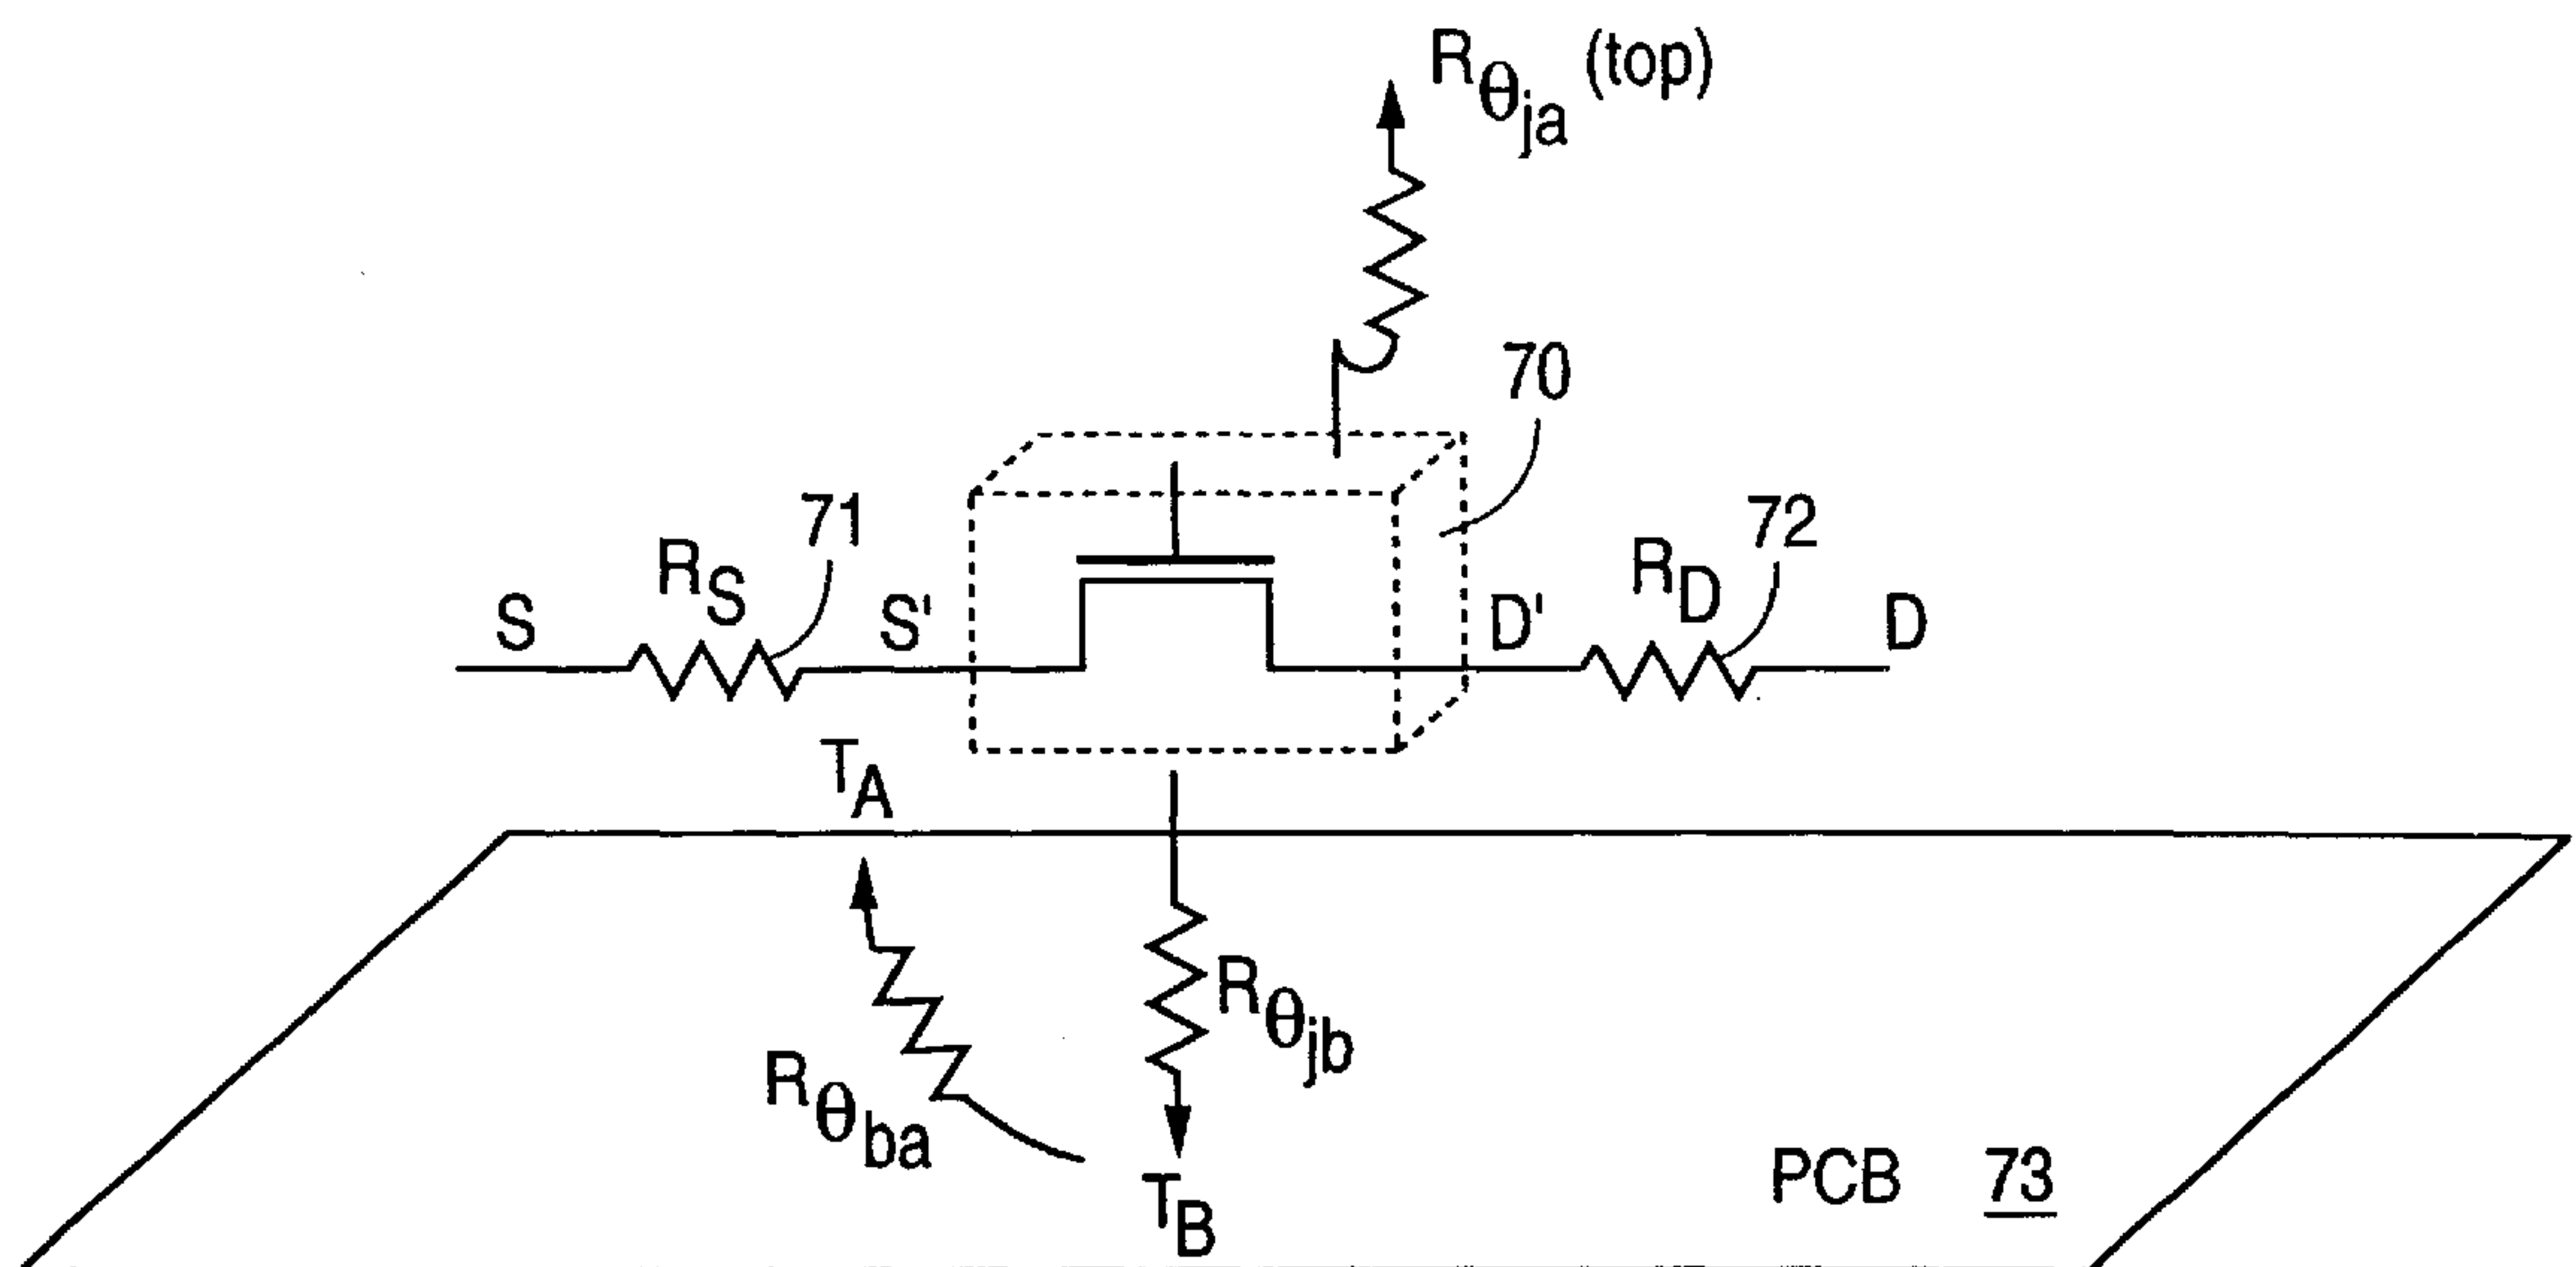 Rθja (top)
70
71
72
RS
RD
S
S'
D'
D
TA
Rθjb
Rθba
TB
PCB 73